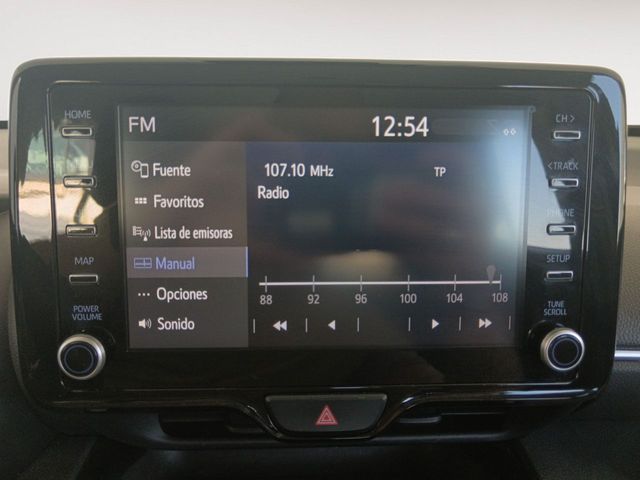 HOME
FM
12:54
CH >
Fuente
107.10 MHz
TP
< TRACK
Favoritos
Radio
Lista de emisoras
PHONE
MAP
Manual
SETUP
Opciones
88 92 96 100 104 108
POWER
VOLUME
Sonido
TUNE
SCROLL